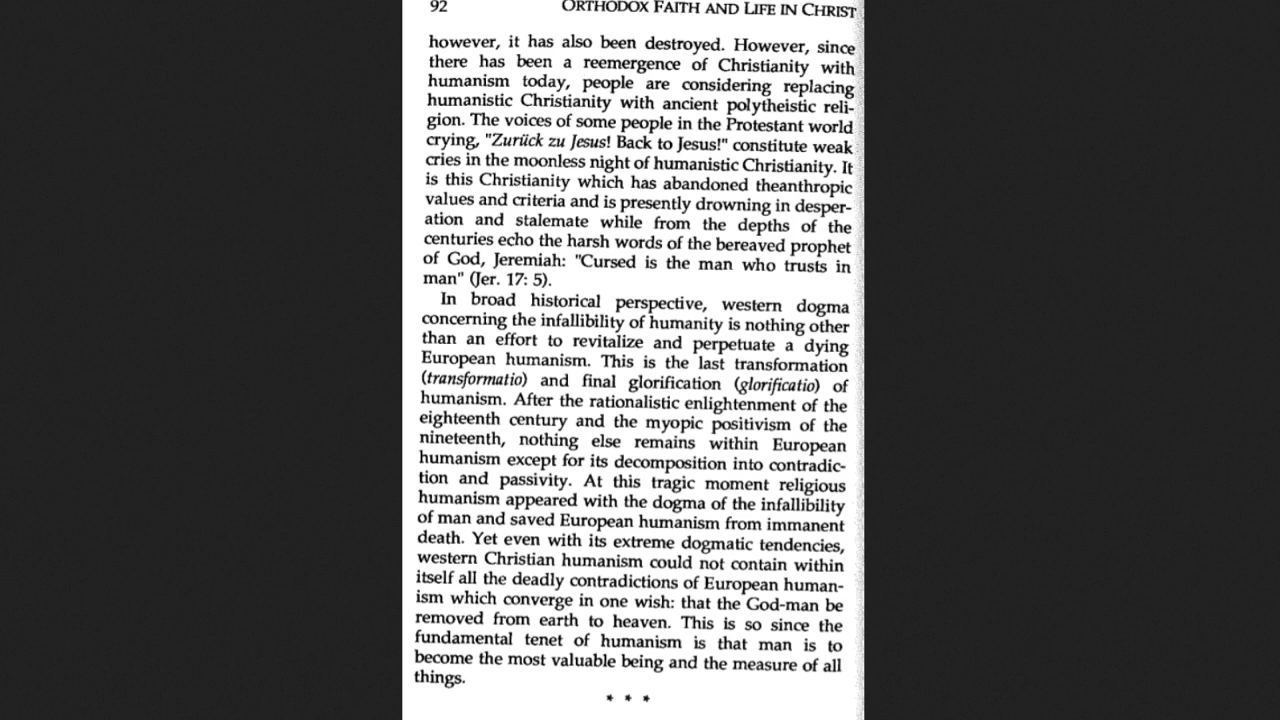 92 ORTHODOX FAITH AND LIFE IN CHRIST
however, it has also been destroyed. However, since
there has been a reemergence of Christianity with
humanism today, people are considering replacing
humanistic Christianity with ancient polytheistic reli-
gion. The voices of some people in the Protestant world
crying, "Zurück zu Jesus! Back to Jesus!" constitute weak
cries in the moonless night of humanistic Christianity. It
is this Christianity which has abandoned theanthropic
values and criteria and is presently drowning in desper-
ation and stalemate while from the depths of the
centuries echo the harsh words of the bereaved prophet
of God, Jeremiah: "Cursed is the man who trusts in
man" (Jer. 17: 5).
In broad historical perspective, western dogma
concerning the infallibility of humanity is nothing other
than an effort to revitalize and perpetuate a dying
European humanism. This is the last transformation
(transformatio) and final glorification (glorificatio) of
humanism. After the rationalistic enlightenment of the
eighteenth century and the myopic positivism of the
nineteenth, nothing else remains within European
humanism except for its decomposition into contradic-
tion and passivity. At this tragic moment religious
humanism appeared with the dogma of the infallibility
of man and saved European humanism from immanent
death. Yet even with its extreme dogmatic tendencies,
western Christian humanism could not contain within
itself all the deadly contradictions of European human-
ism which converge in one wish: that the God-man be
removed from earth to heaven. This is so since the
fundamental tenet of humanism is that man is to
become the most valuable being and the measure of all
things.
* * *